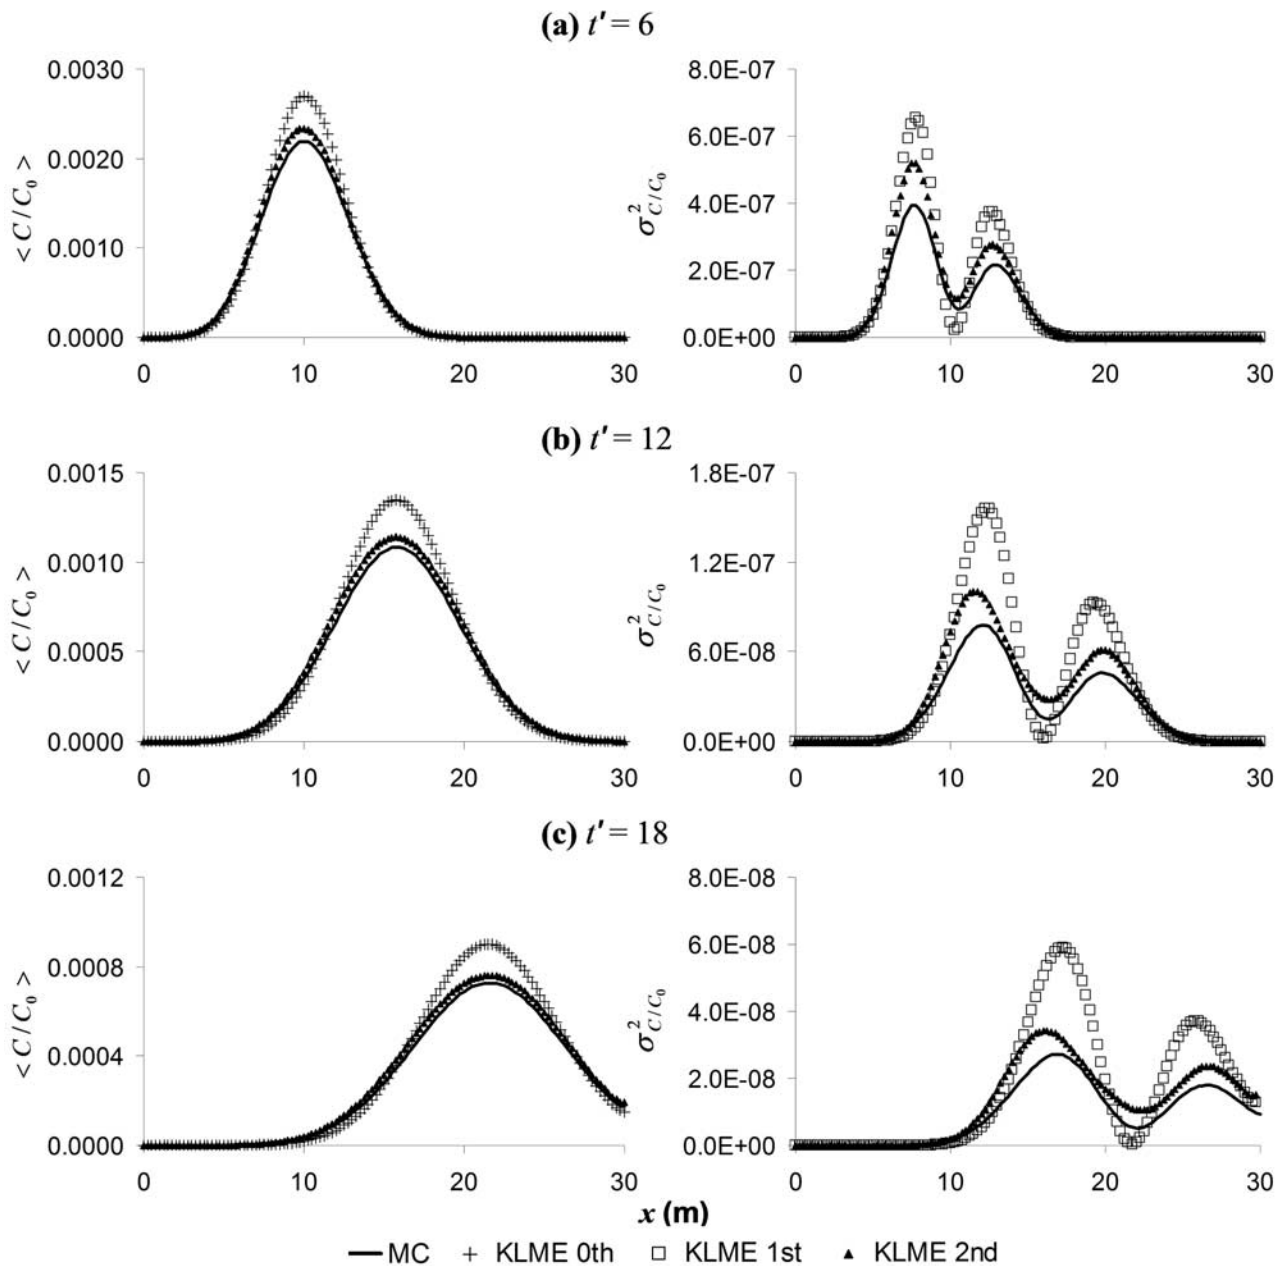 (a) t' = 6
0.0030
0.0020
0.0010
0.0000
0 10 20 30
< C / C₀ >
8.0E-07
6.0E-07
4.0E-07
2.0E-07
0.0E+00
0 10 20 30
σ²C/C₀
(b) t' = 12
0.0015
0.0010
0.0005
0.0000
0 10 20 30
< C / C₀ >
1.8E-07
1.2E-07
6.0E-08
0.0E+00
0 10 20 30
σ²C/C₀
(c) t' = 18
0.0012
0.0008
0.0004
0.0000
0 10 20 30
< C / C₀ >
8.0E-08
6.0E-08
4.0E-08
2.0E-08
0.0E+00
0 10 20 30
σ²C/C₀
x (m)
MC KLME 0th KLME 1st KLME 2nd